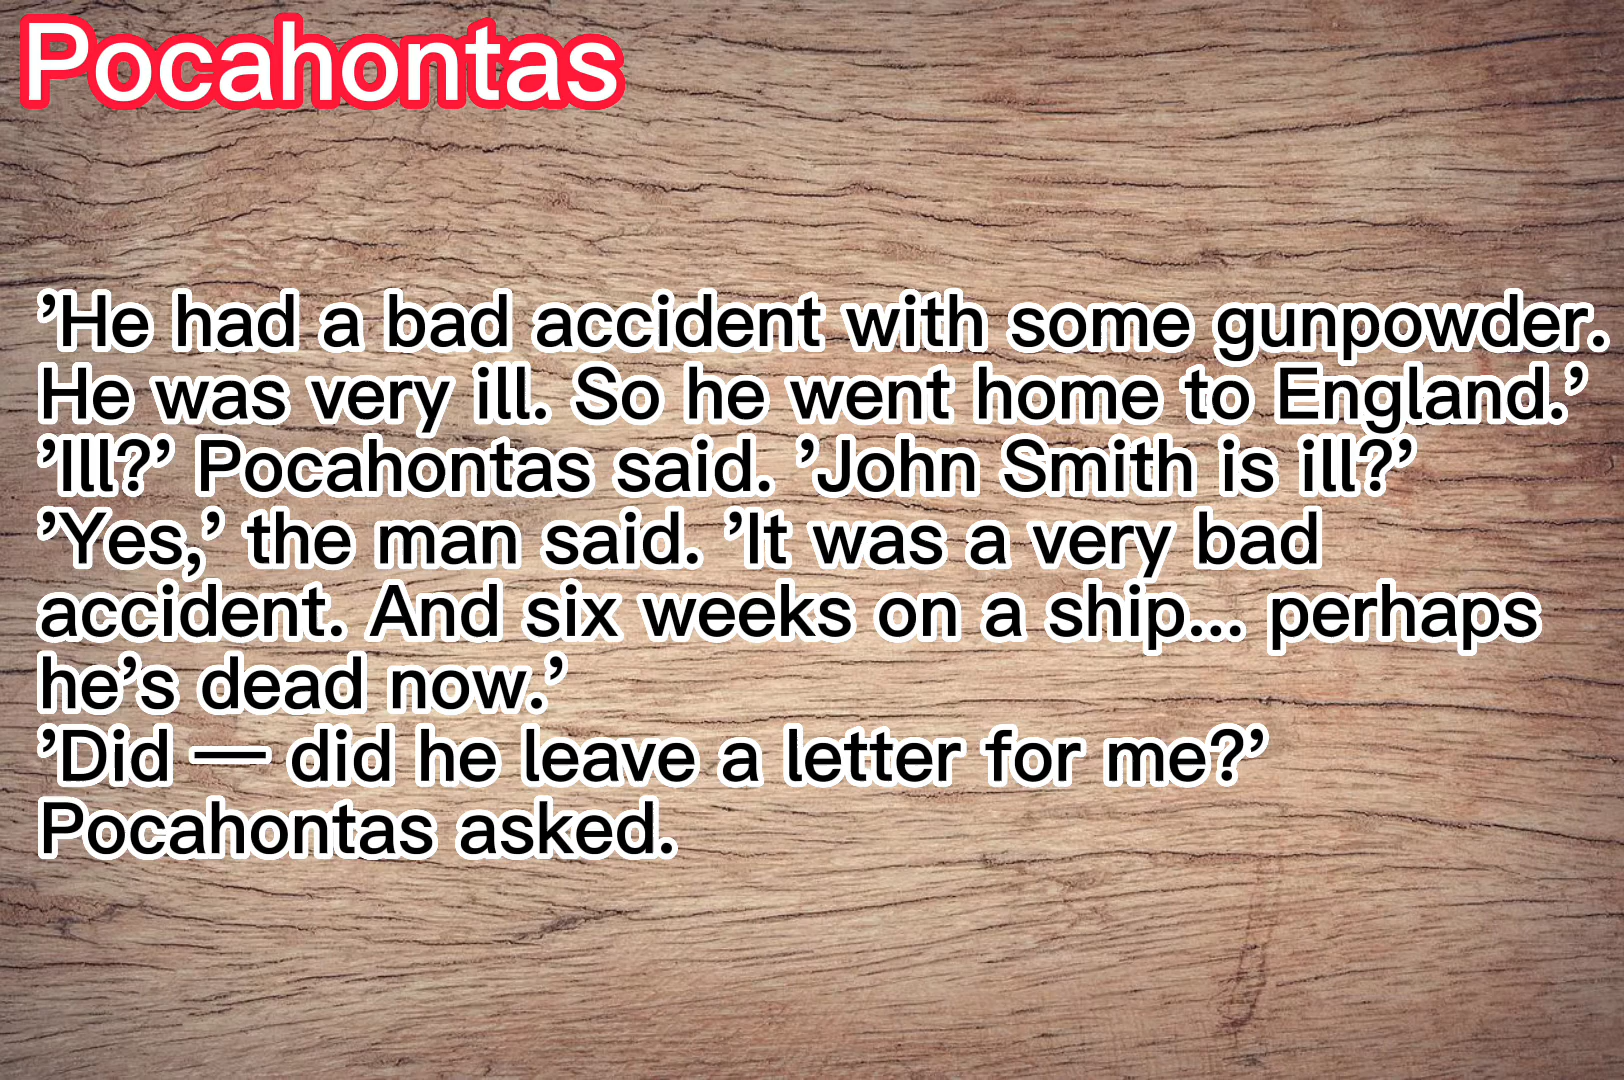 Pocahontas
’He had a bad accident with some gunpowder.
He was very ill. So he went home to England.’
’Ill?’ Pocahontas said. ’John Smith is ill?’
’Yes,’ the man said. ’It was a very bad
accident. And six weeks on a ship... perhaps
he’s dead now.’
’Did — did he leave a letter for me?’
Pocahontas asked.